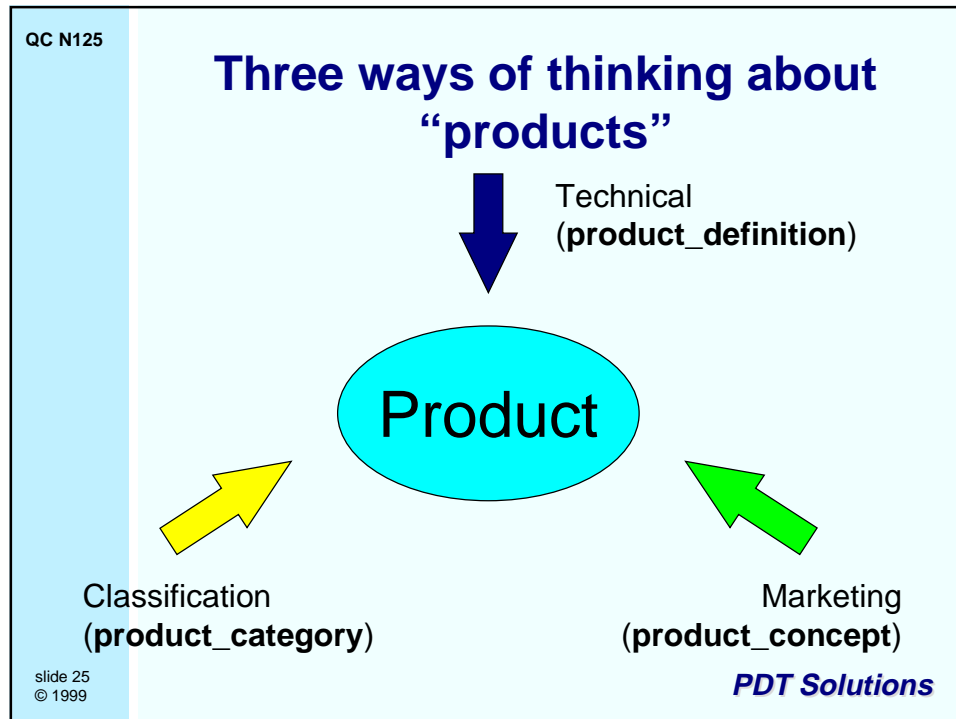 QC N125
Three ways of thinking about
“products”
Technical
(product_definition)
Product
Classification
(product_category)
Marketing
(product_concept)
slide 25
© 1999
PDT Solutions